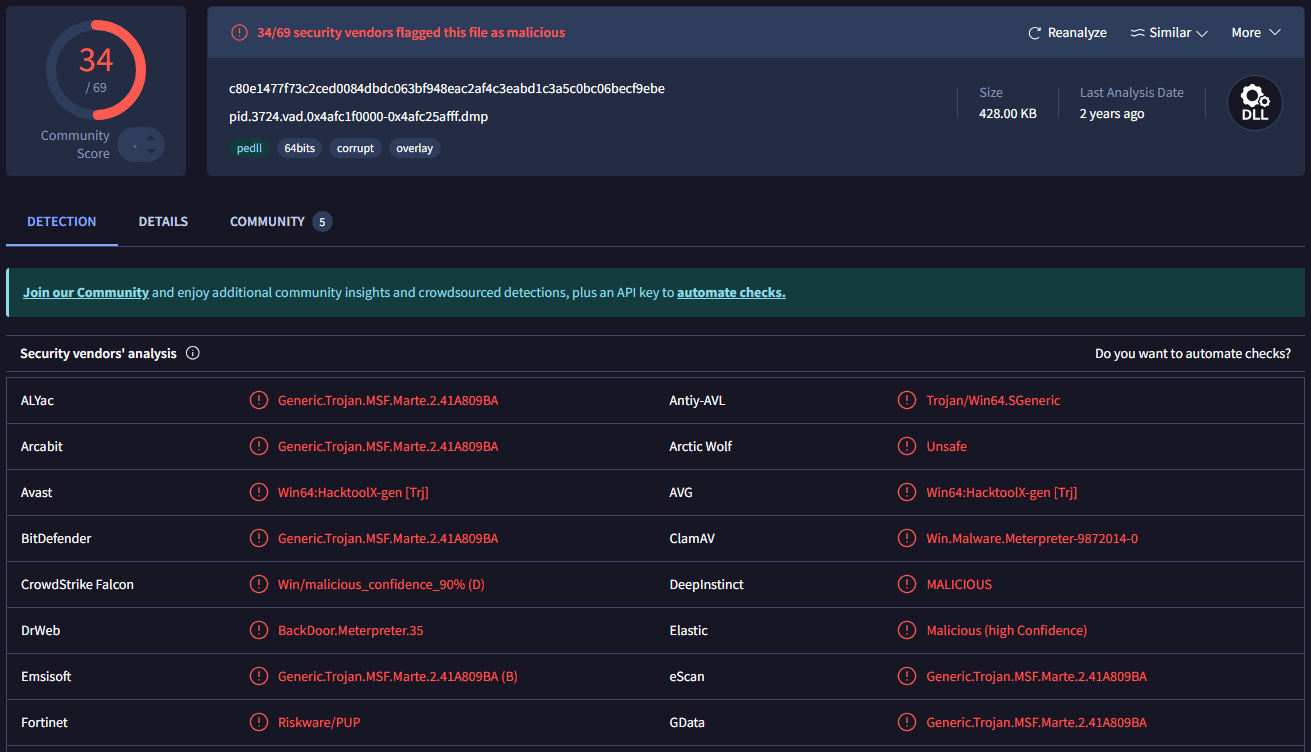 34
/ 69
Community
Score
34/69 security vendors flagged this file as malicious
Reanalyze
Similar
More
c80e1477f73c2ced0084dbdc063bf948eac2af4c3eabd1c3a5c0bc06becf9ebe
pid.3724.vad.0x4afc1f0000-0x4afc25afff.dmp
pedll
64bits
corrupt
overlay
Size
428.00 KB
Last Analysis Date
2 years ago
DLL
DETECTION
DETAILS
COMMUNITY 5
Join our Community and enjoy additional community insights and crowdsourced detections, plus an API key to automate checks.
Security vendors' analysis
Do you want to automate checks?
ALYac Generic.Trojan.MSF.Marte.2.41A809BA Antiy-AVL Trojan/Win64.SGeneric
Arcabit Generic.Trojan.MSF.Marte.2.41A809BA Arctic Wolf Unsafe
Avast Win64:HacktoolX-gen [Trj] AVG Win64:HacktoolX-gen [Trj]
BitDefender Generic.Trojan.MSF.Marte.2.41A809BA ClamAV Win.Malware.Meterpreter-9872014-0
CrowdStrike Falcon Win/malicious_confidence_90% (D) DeepInstinct MALICIOUS
DrWeb BackDoor.Meterpreter.35 Elastic Malicious (high Confidence)
Emsisoft Generic.Trojan.MSF.Marte.2.41A809BA (B) eScan Generic.Trojan.MSF.Marte.2.41A809BA
Fortinet Riskware/PUP GData Generic.Trojan.MSF.Marte.2.41A809BA